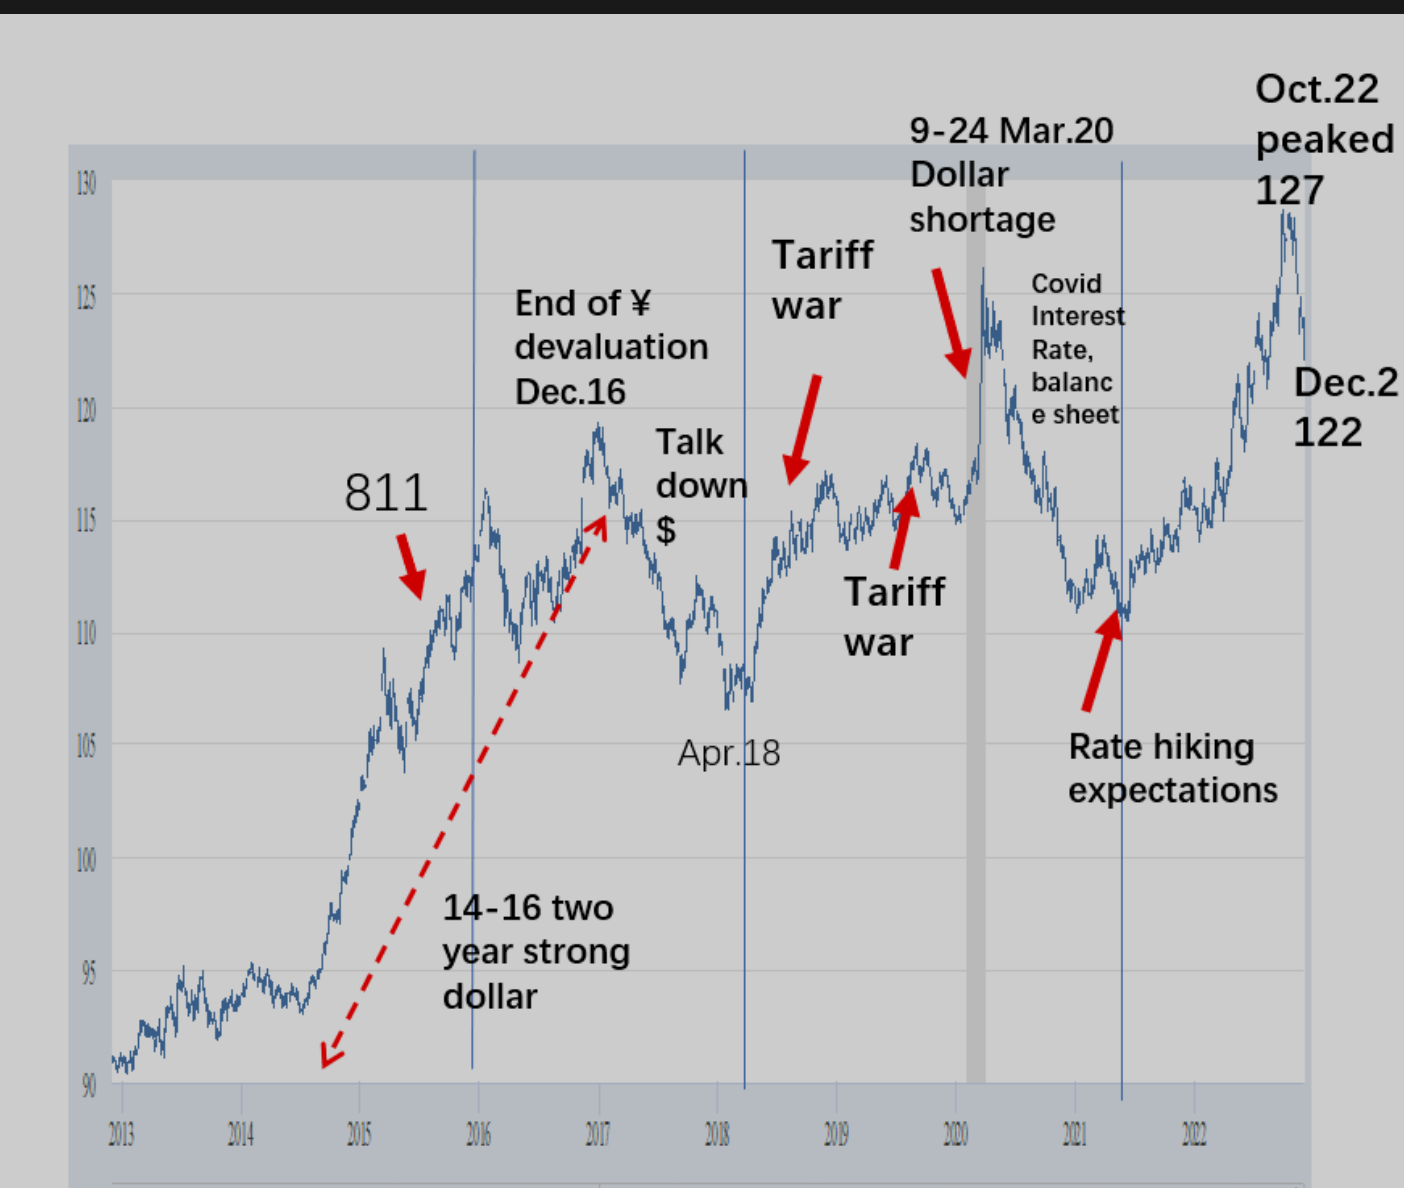 Oct.22
peaked
127
9-24 Mar.20
Dollar
shortage
Tariff
war
Covid
Interest
Rate,
balanc
e sheet
End of ¥
devaluation
Dec.16
Talk
down
$
811
Dec.2
122
Tariff
war
Apr.18
Rate hiking
expectations
14-16 two
year strong
dollar
130
125
120
115
110
105
100
95
90
2013 2014 2015 2016 2017 2018 2019 2020 2021 2022